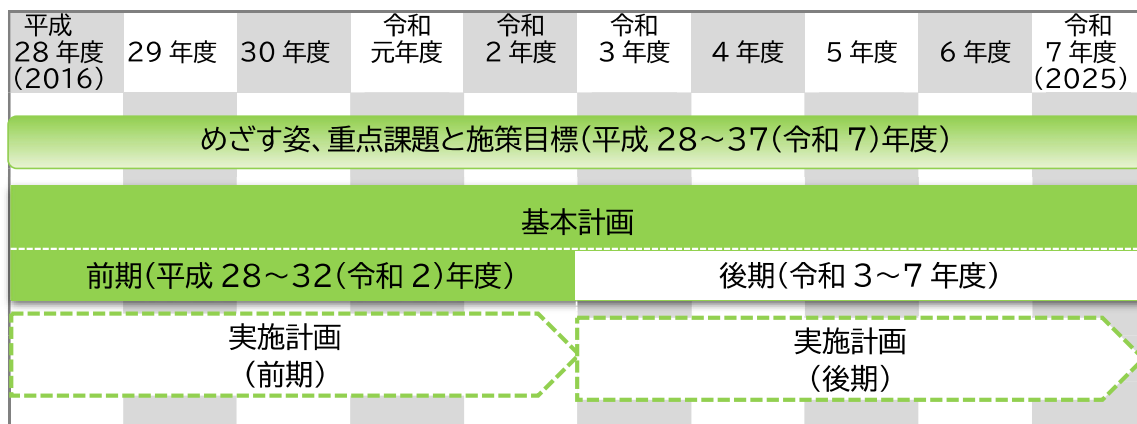 平成
28年度
(2016)
29年度
30年度
令和
元年度
令和
2年度
令和
3年度
4年度
5年度
6年度
令和
7年度
(2025)
めざす姿、重点課題と施策目標(平成28～37(令和7)年度)
基本計画
前期(平成28～32(令和2)年度)
後期(令和3～7年度)
実施計画
(前期)
実施計画
(後期)